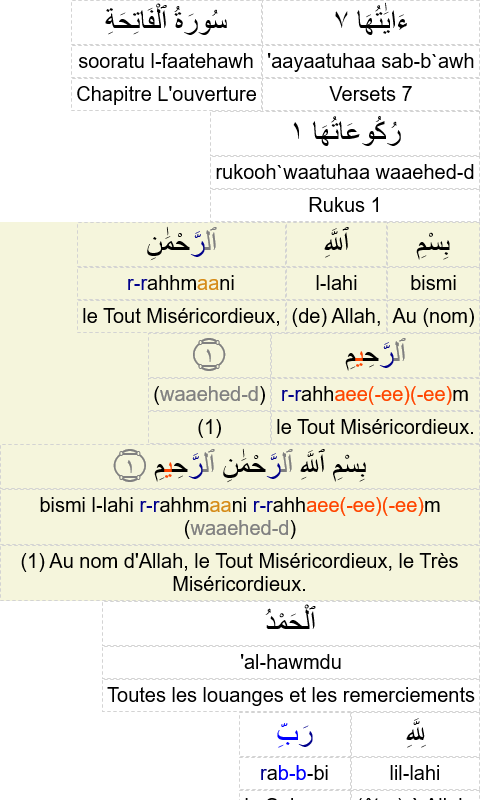 سُورَةُ ٱلْفَاتِحَةِ ءَايَٰتُهَا ٧
sooratu l-faatehawh 'aayaatuhaa sab-b`awh
Chapitre L'ouverture Versets 7
رُكُوعَاتُهَا ١
rukooh`waatuhaa waaehed-d
Rukus 1
بِسْمِ ٱللَّهِ ٱلرَّحْمَٰنِ
r-rahhmaani l-lahi bismi
le Tout Miséricordieux, (de) Allah, Au (nom)
ٱلرَّحِيمِ ١
(waaehed-d) r-rahhaee(-ee)(-ee)m
(1) le Tout Miséricordieux.
بِسْمِ ٱللَّهِ ٱلرَّحْمَٰنِ ٱلرَّحِيمِ ١
bismi l-lahi r-rahhmaani r-rahhaee(-ee)(-ee)m
(waaehed-d)
(1) Au nom d'Allah, le Tout Miséricordieux, le Très
Miséricordieux.
ٱلْحَمْدُ
'al-hawmdu
Toutes les louanges et les remerciements
لِلَّهِ رَبِّ
rab-b-bi lil-lahi